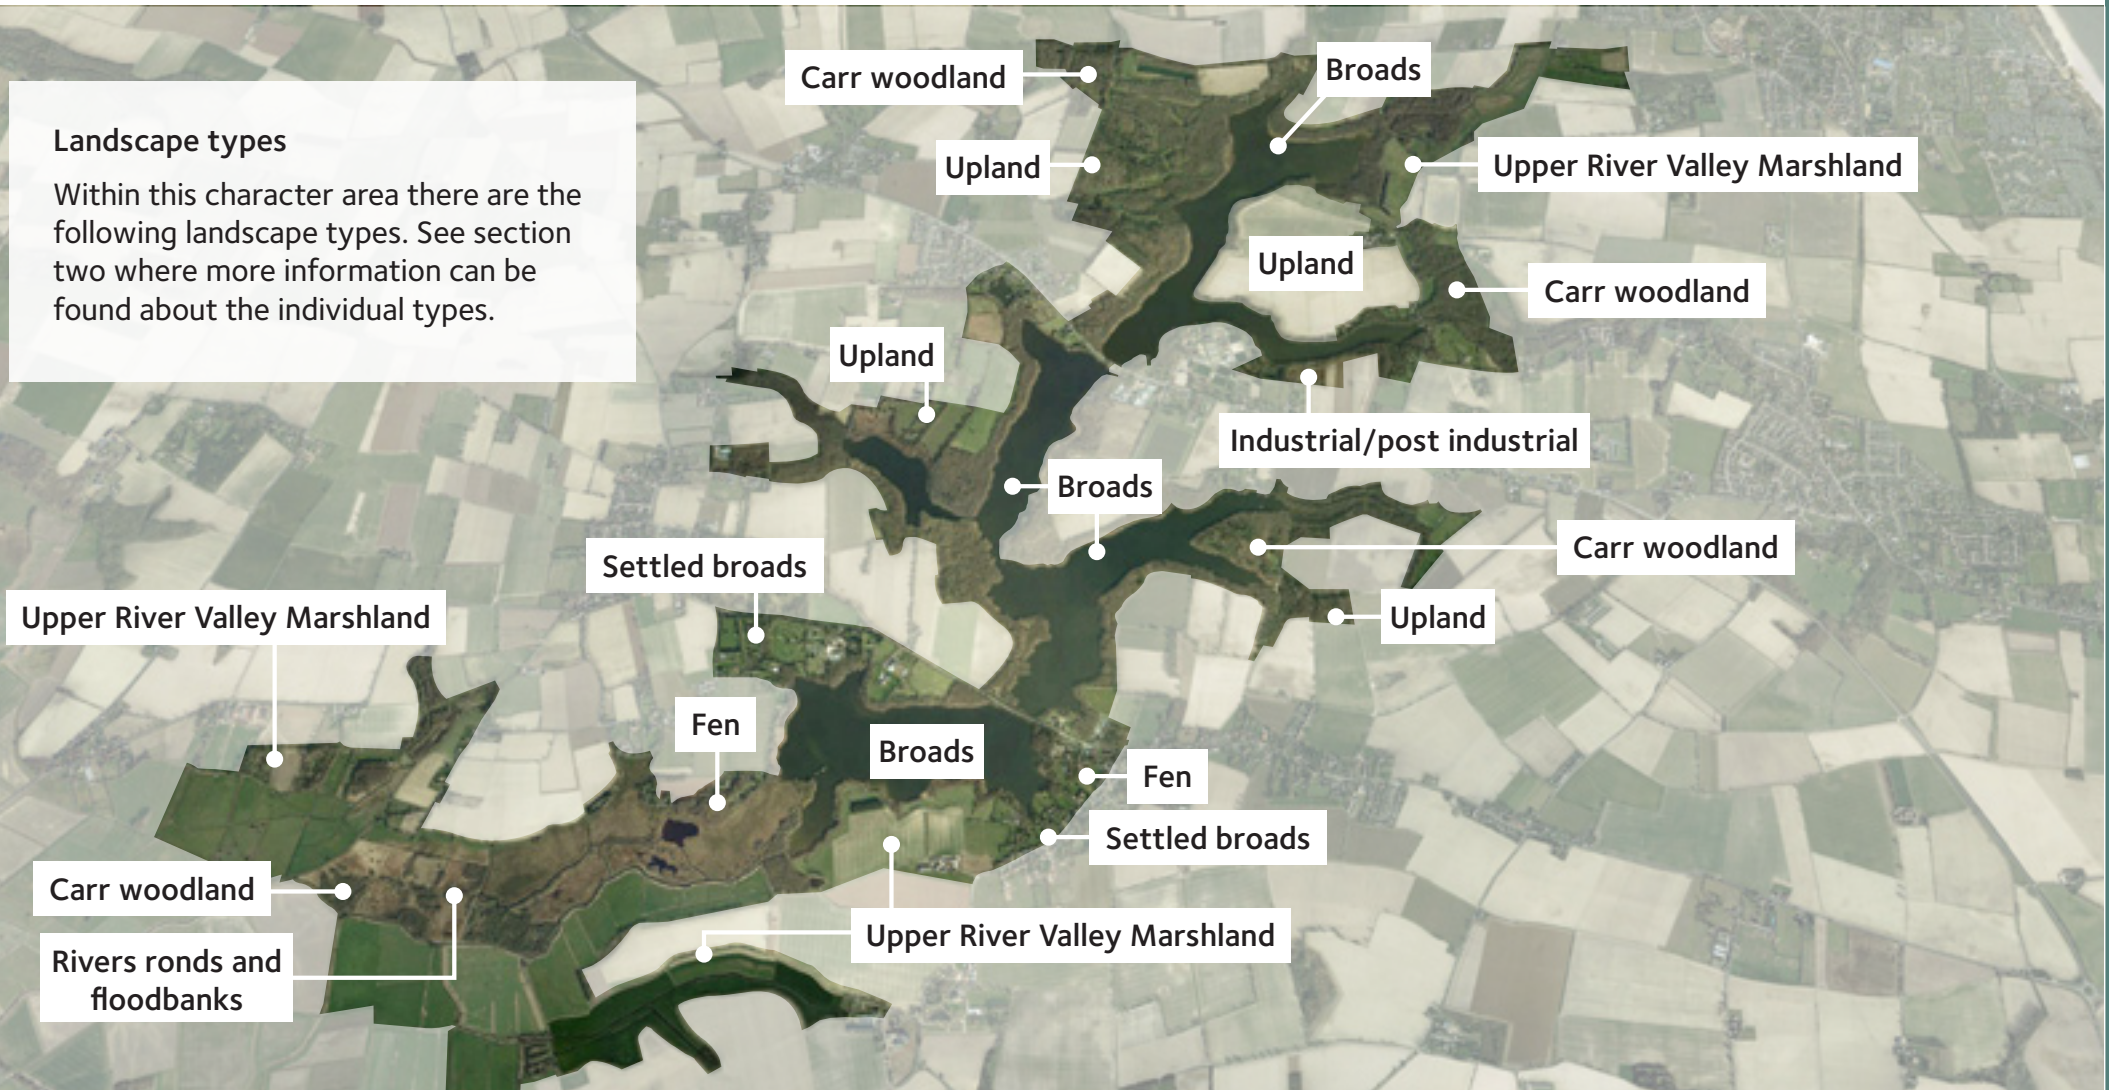 Landscape types
Within this character area there are the
following landscape types. See section
two where more information can be
found about the individual types.
Carr woodland
Broads
Upland
Upper River Valley Marshland
Upland
Carr woodland
Upland
Industrial/post industrial
Broads
Carr woodland
Settled broads
Upland
Upper River Valley Marshland
Fen
Broads
Fen
Settled broads
Carr woodland
Upper River Valley Marshland
Rivers ronds and
floodbanks